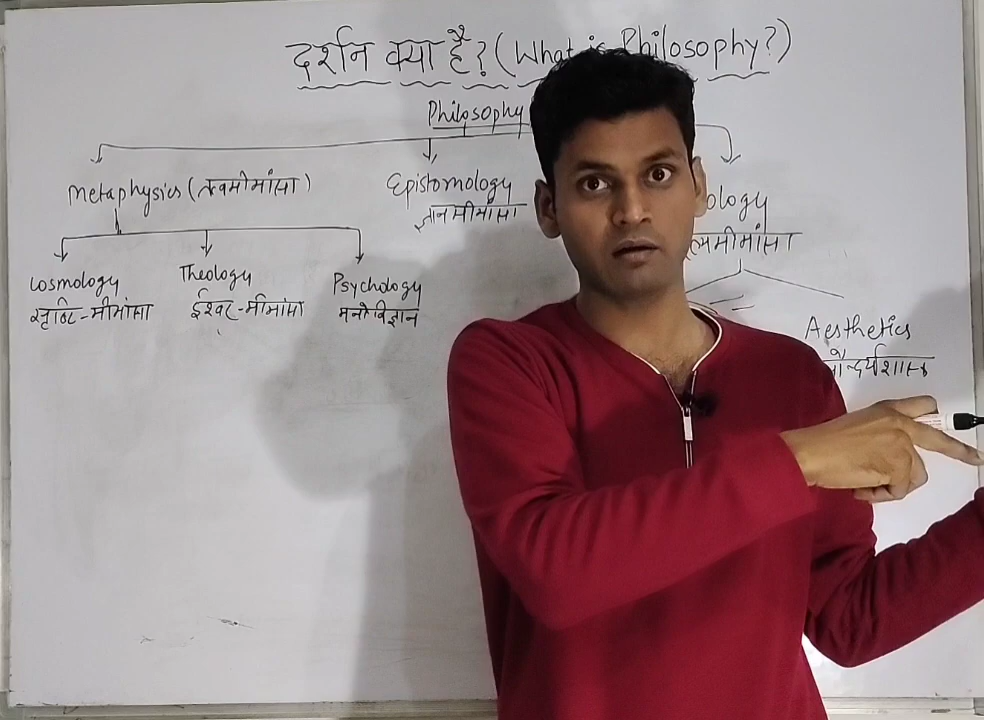 दर्शन क्या है? (What is Philosophy?)
Philosophy
Metaphysics (तत्वमीमांसा)
Epistomology
ज्ञानमीमांसा
ology
ल्यमीमांसा
Cosmology
सृष्टि-मीमांसा
Theology
ईश्वर-मीमांसा
Psychology
मनोविज्ञान
Aesthetics
सौन्दर्यशास्त्र